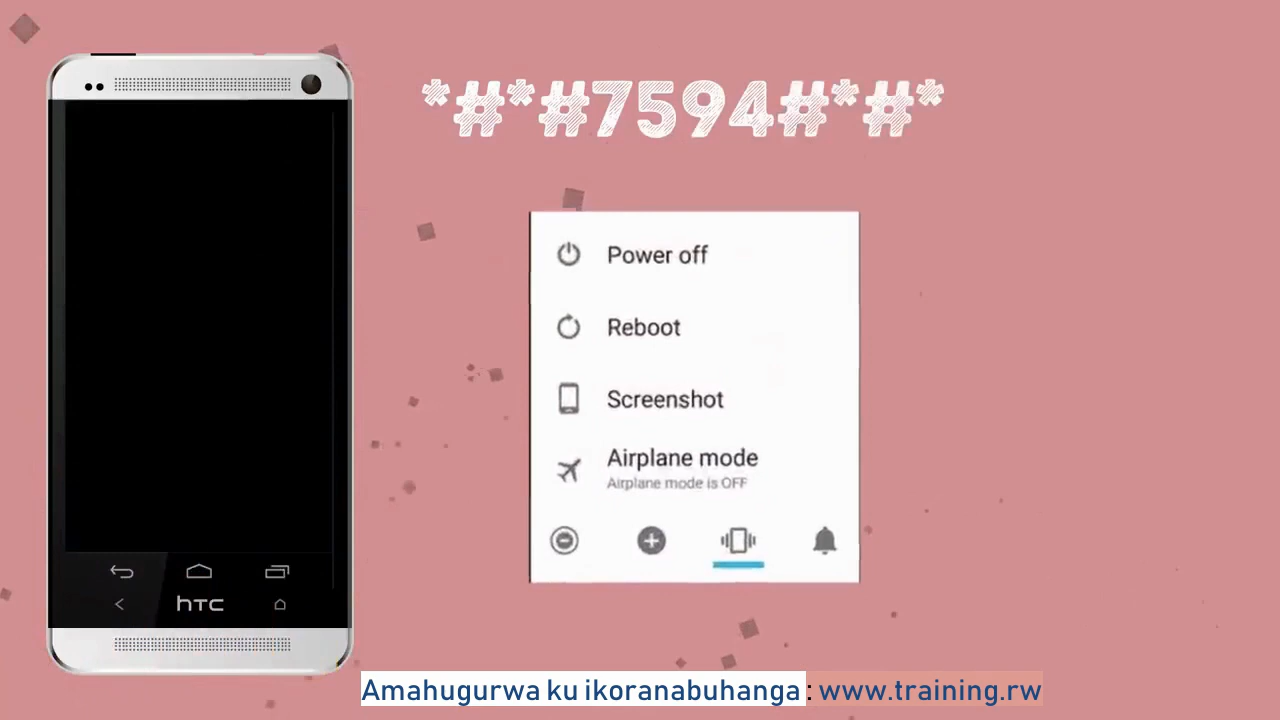 *#*#7594#*#*
Power off
Reboot
Screenshot
Airplane mode
Airplane mode is OFF
hTC
Amahugurwa ku ikoranabuhanga : www.training.rw